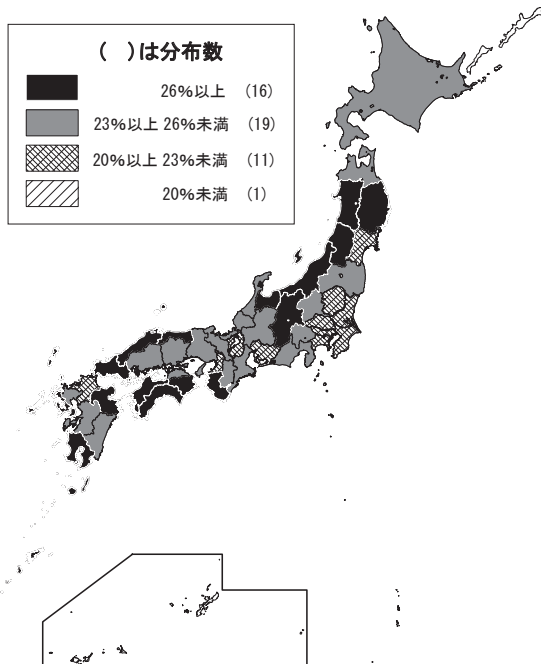 ( )は分布数
26%以上 (16)
23%以上 26%未満 (19)
20%以上 23%未満 (11)
20%未満 (1)